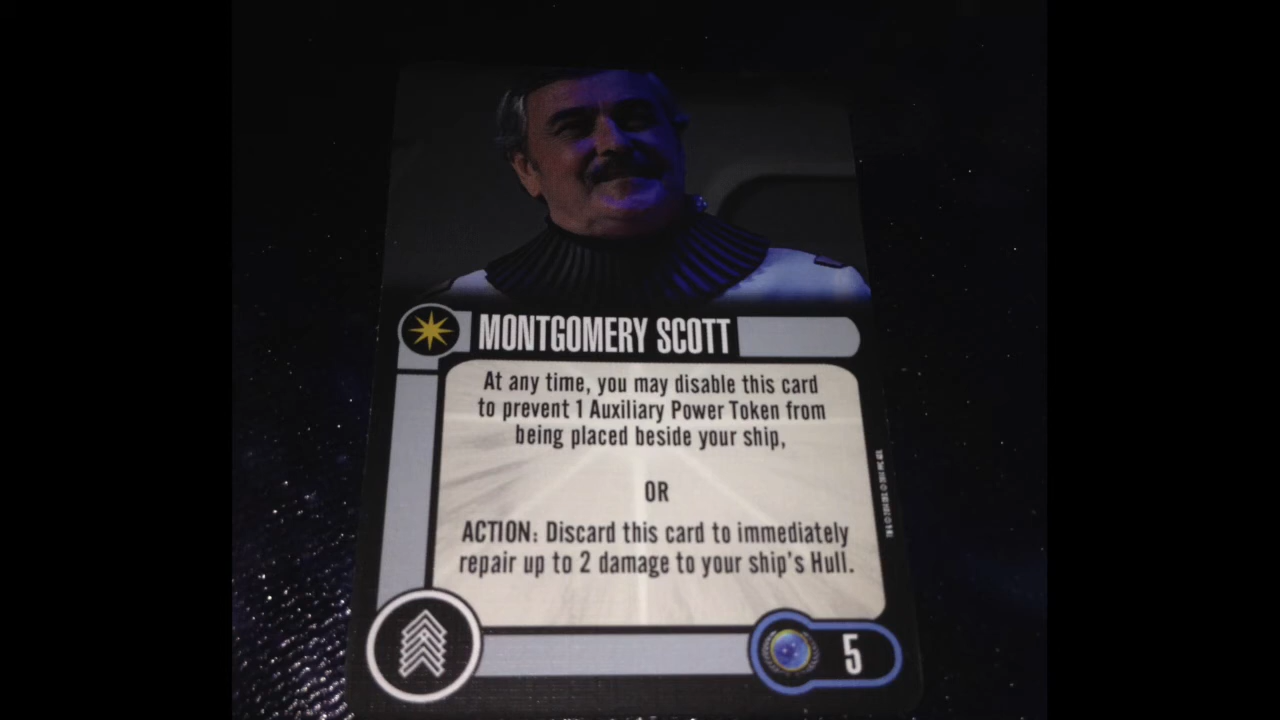 MONTGOMERY SCOTT
At any time, you may disable this card
to prevent 1 Auxiliary Power Token from
being placed beside your ship,
OR
ACTION: Discard this card to immediately
repair up to 2 damage to your ship's Hull.
5